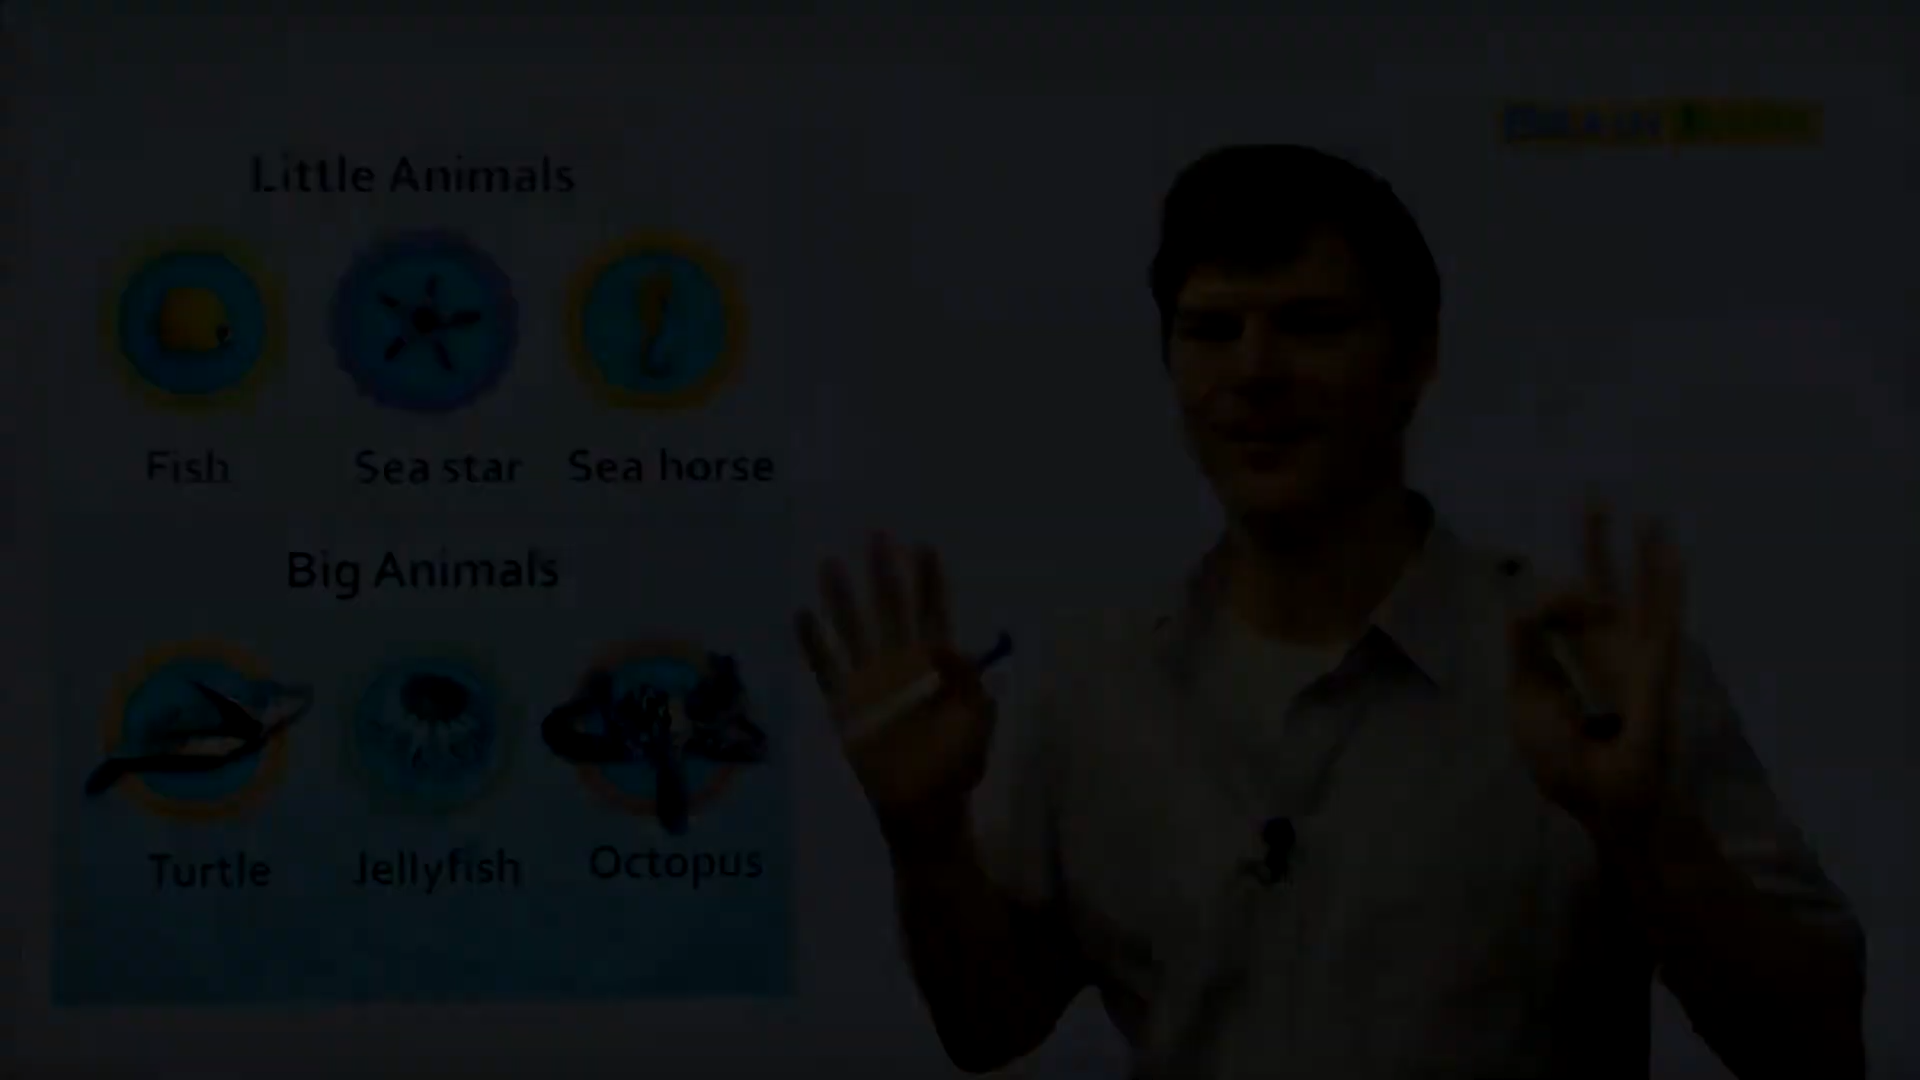 Little Animals
Fish Sea star Sea horse
Big Animals
Turtle Jellyfish Octopus